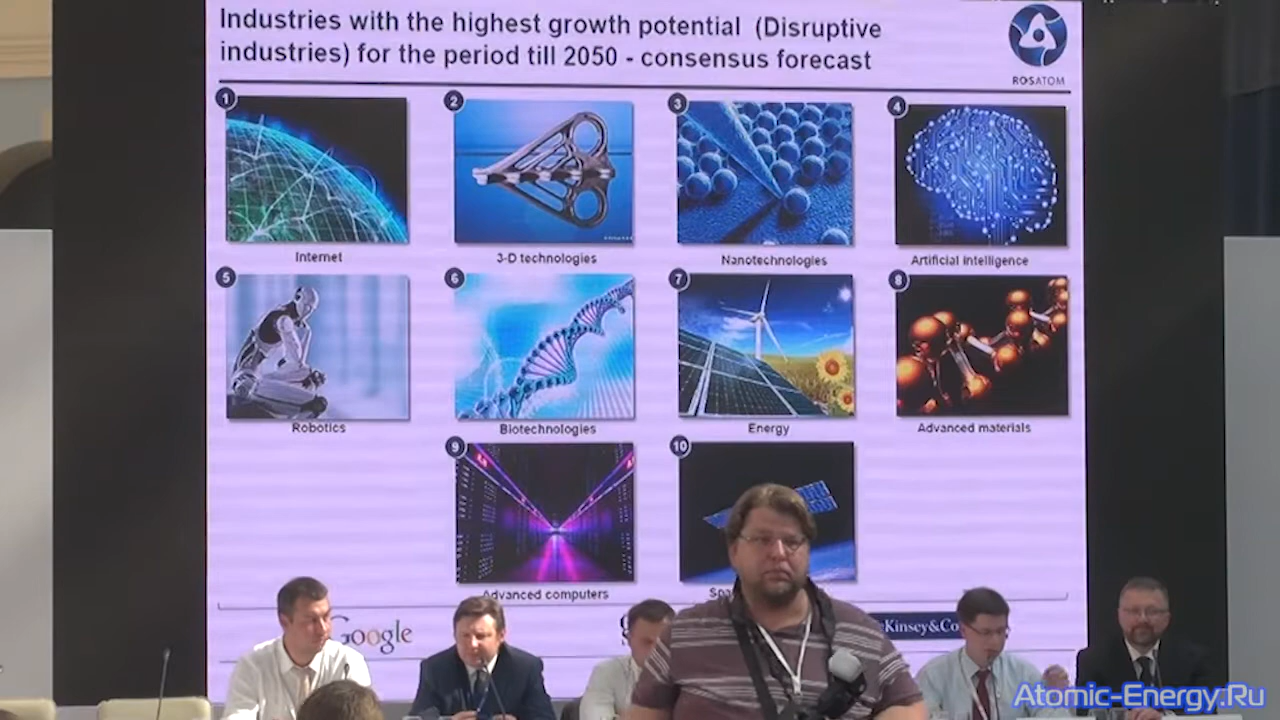 Industries with the highest growth potential (Disruptive
industries) for the period till 2050 - consensus forecast
ROSATOM
1
2
3
4
Internet
3-D technologies
Nanotechnologies
Artificial intelligence
5
6
7
8
Robotics
Biotechnologies
Energy
Advanced materials
9
10
Advanced computers
Google
Kinsey&Co
Atomic-Energy.Ru